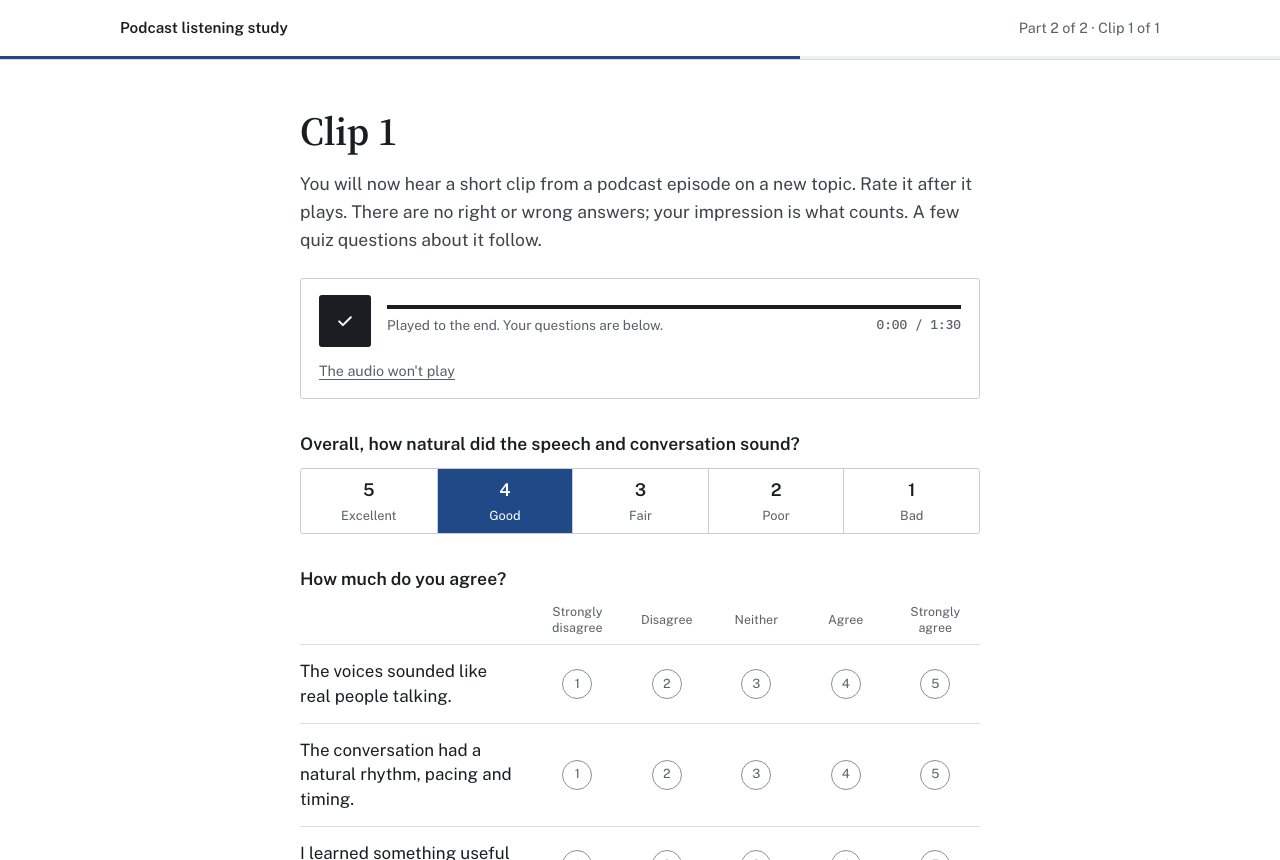 Podcast listening study
Part 2 of 2 · Clip 1 of 1
Clip 1
You will now hear a short clip from a podcast episode on a new topic. Rate it after it
plays. There are no right or wrong answers; your impression is what counts. A few
quiz questions about it follow.
Played to the end. Your questions are below.
0:00 / 1:30
The audio won't play
Overall, how natural did the speech and conversation sound?
5 4 3 2 1
Excellent Good Fair Poor Bad
How much do you agree?
Strongly disagree Disagree Neither Agree Strongly agree
The voices sounded like
real people talking.
1 2 3 4 5
The conversation had a
natural rhythm, pacing and
timing.
1 2 3 4 5
I learned something useful